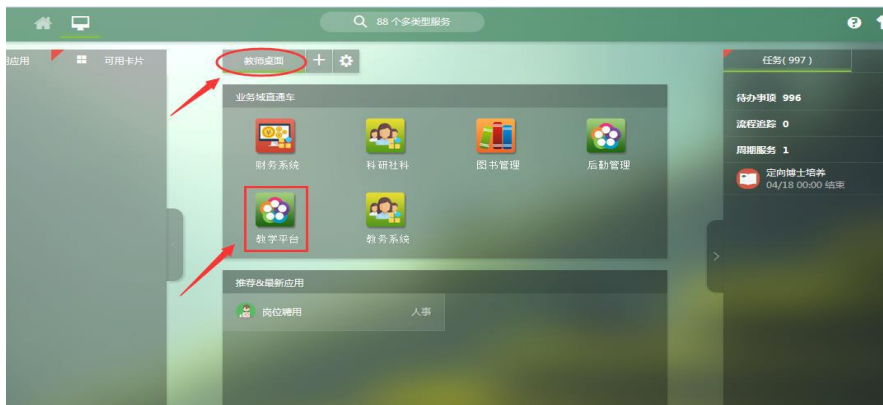 88 个多类型服务
应用
可用卡片
教师桌面
任务( 997 )
业务域直通车
财务系统
科研社科
图书管理
后勤管理
教学平台
教务系统
推荐&最新应用
岗位聘用
人事
待办事项 996
流程追踪 0
周期服务 1
定向博士培养
04/18 00:00 结束